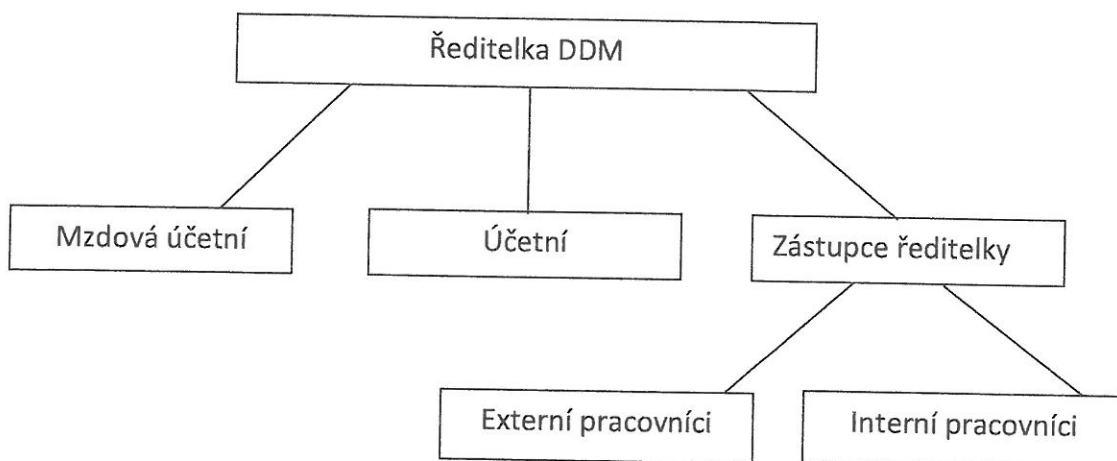 Ředitelka DDM
Mzdová účetní
Účetní
Zástupce ředitelky
Externí pracovníci
Interní pracovníci